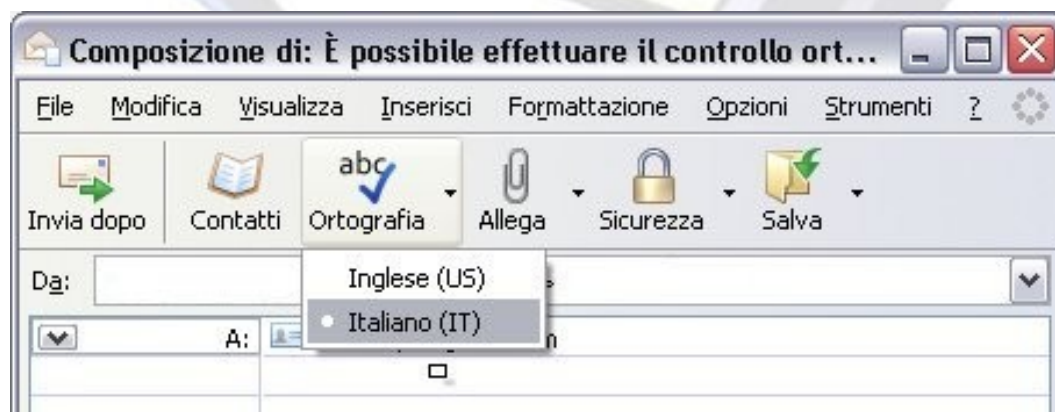 Composizione di: È possibile effettuare il controllo ort...
File Modifica Visualizza Inserisci Formattazione Opzioni Strumenti ?
abc
Invia dopo Contatti Ortografia Allega Sicurezza Salva
Da:
Inglese (US)
Italiano (IT)
A: